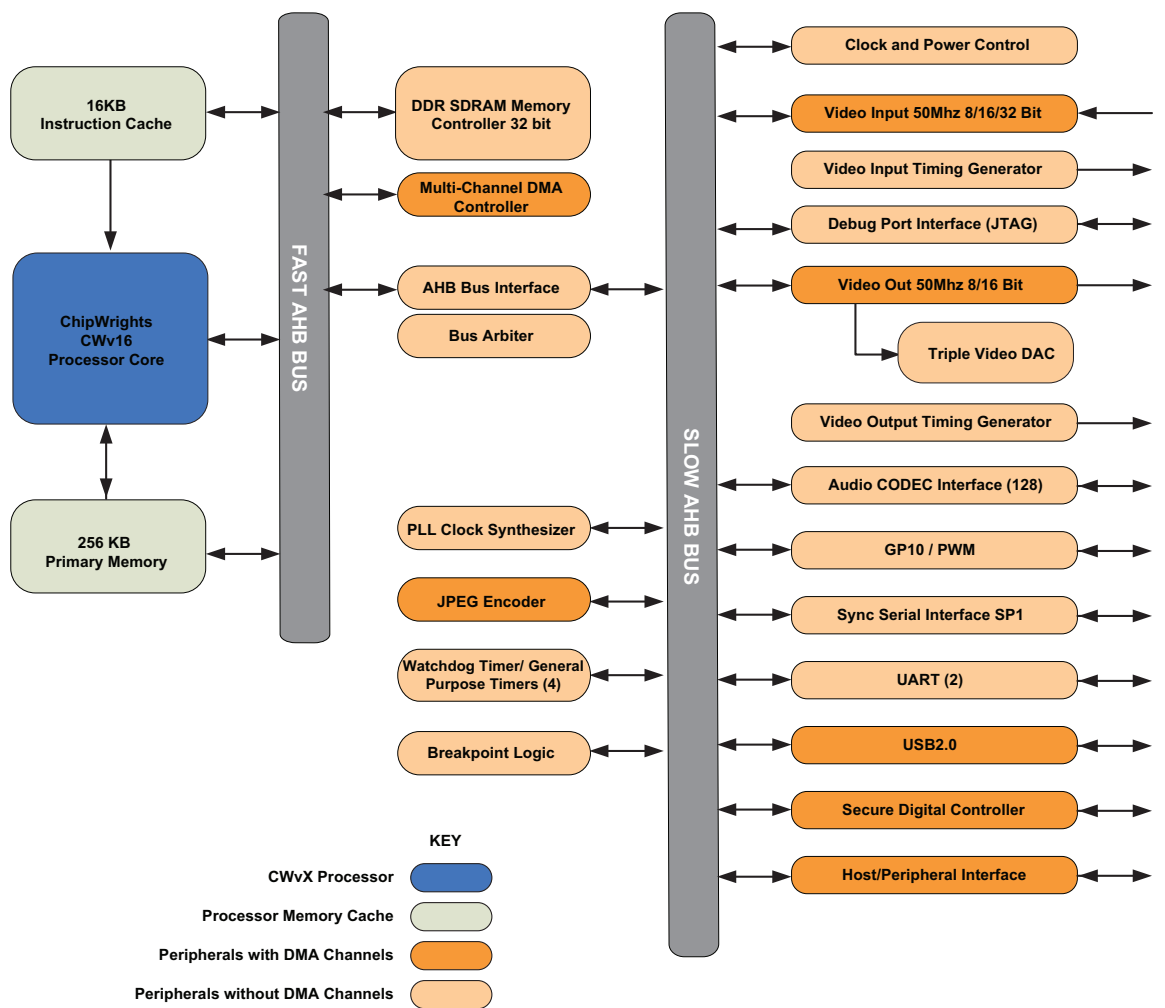 16KB
Instruction Cache
ChipWrights
CWv16
Processor Core
256 KB
Primary Memory
FAST AHB BUS
DDR SDRAM Memory
Controller 32 bit
Multi-Channel DMA
Controller
AHB Bus Interface
Bus Arbiter
PLL Clock Synthesizer
JPEG Encoder
Watchdog Timer/ General
Purpose Timers (4)
Breakpoint Logic
SLOW AHB BUS
Clock and Power Control
Video Input 50Mhz 8/16/32 Bit
Video Input Timing Generator
Debug Port Interface (JTAG)
Video Out 50Mhz 8/16 Bit
Triple Video DAC
Video Output Timing Generator
Audio CODEC Interface (128)
GP10 / PWM
Sync Serial Interface SP1
UART (2)
USB2.0
Secure Digital Controller
Host/Peripheral Interface
KEY
CWvX Processor
Processor Memory Cache
Peripherals with DMA Channels
Peripherals without DMA Channels